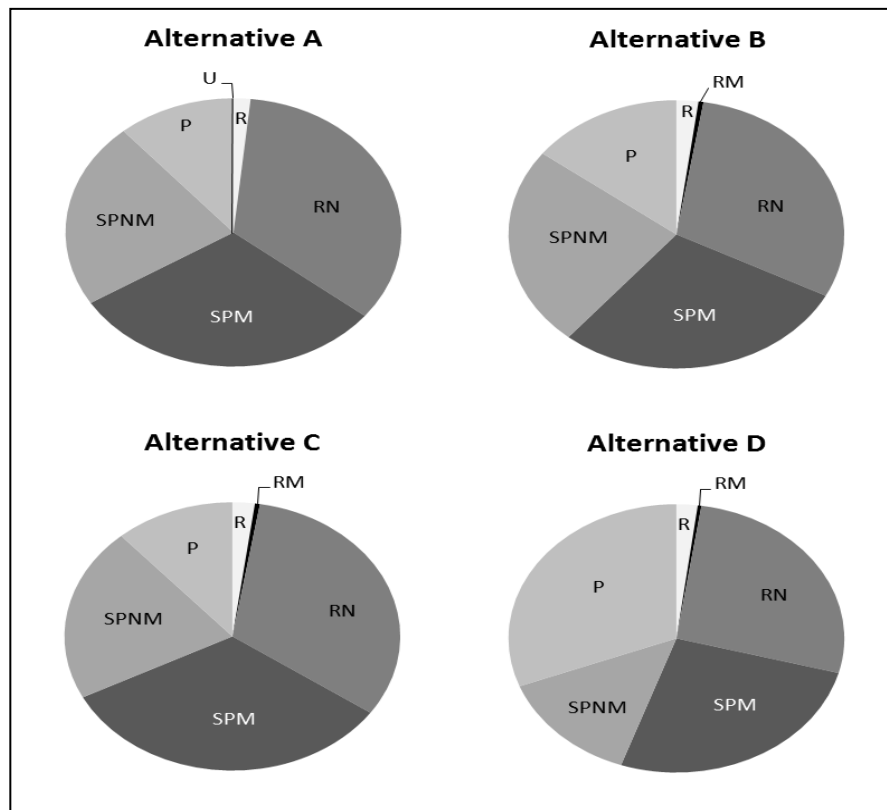 Alternative A
U
R
P
RN
SPNM
SPM
Alternative B
RM
R
P
RN
SPNM
SPM
Alternative C
RM
R
P
RN
SPNM
SPM
Alternative D
RM
R
P
RN
SPNM
SPM